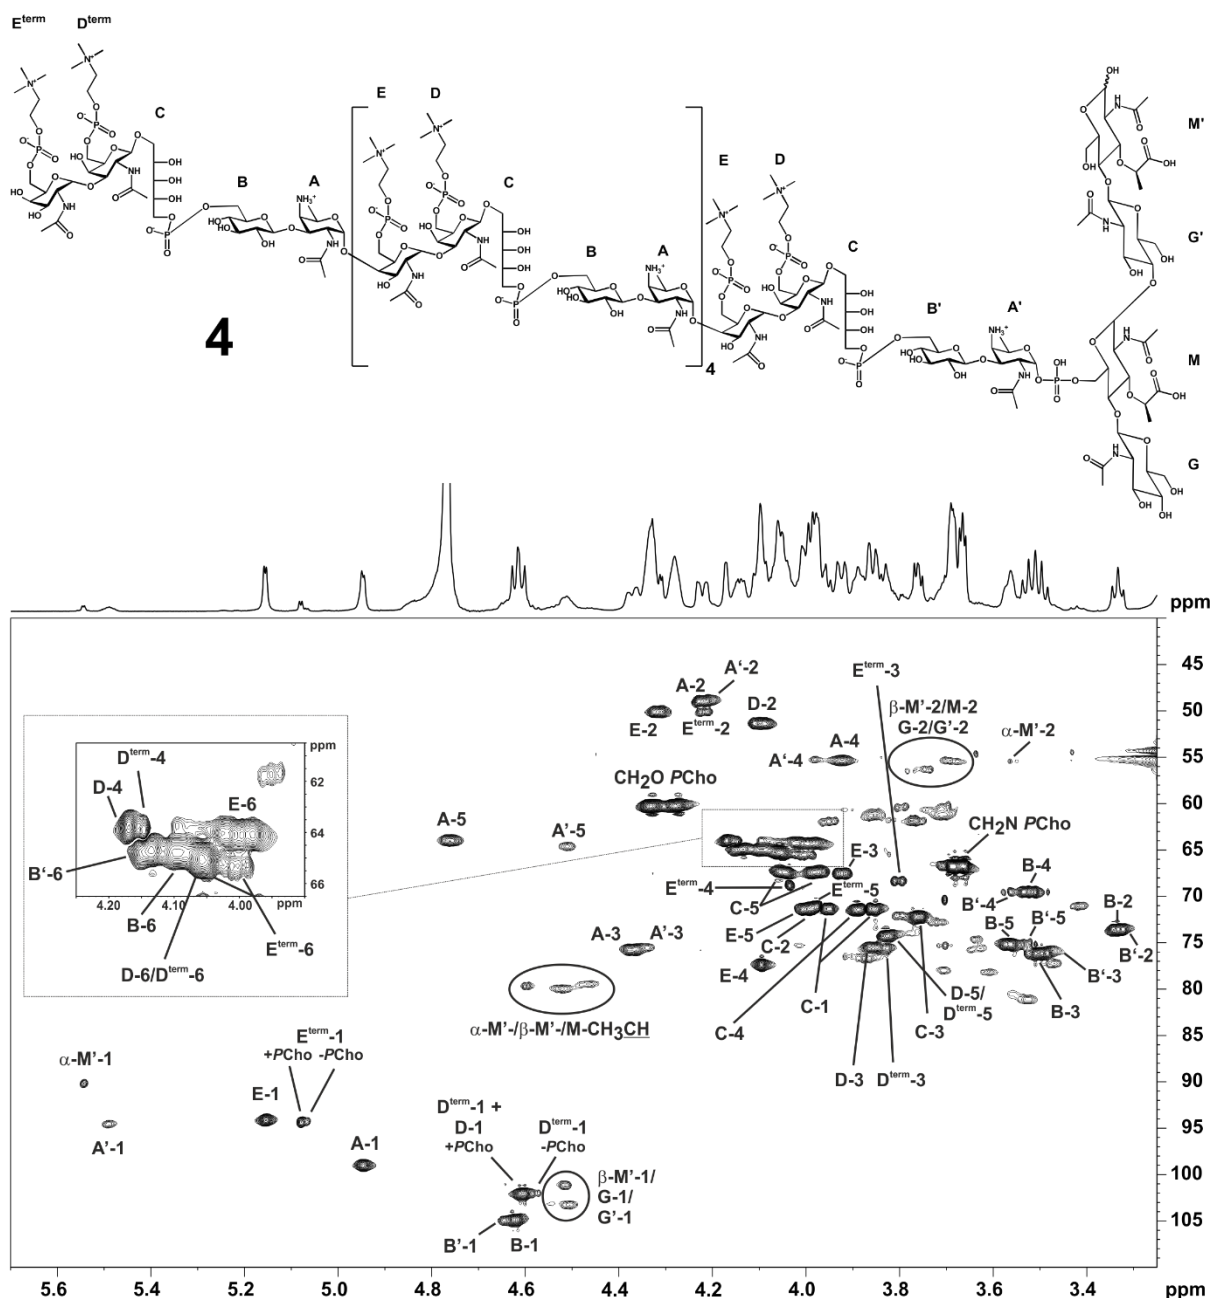 E^term D^term
C
B
A
E
D
C
B
A
E
D
C
B'
A'
M'
G'
M
G
4
4
ppm
E^term-3
A-2 A'-2
E-2 E^term-2 D-2
β-M'-2/M-2
G-2/G'-2
α-M'-2
A'-4 A-4
CH2O PCho
CH2N PCho
A-5 A'-5
E-3
E^term-4
E^term-5
C-5
E-5
C-2
B-4
B'-4
B-5 B'-5
B-2
B'-2
B'-3
B-3
A-3 A'-3
E-4
C-1
C-4
D-5/
D^term-5
C-3
D-3 D^term-3
α-M'-/β-M'-/M-CH3CH
α-M'-1
A'-1
E^term-1
+PCho -PCho
E-1
A-1
D^term-1 +
D-1
+PCho
D^term-1
-PCho
β-M'-1/
G-1/
G'-1
B'-1 B-1
D^term-4
D-4
E-6
B'-6
B-6
D-6/D^term-6
E^term-6
ppm
62
64
66
4.20 4.10 4.00 ppm
45
50
55
60
65
70
75
80
85
90
95
100
105
5.6 5.4 5.2 5.0 4.8 4.6 4.4 4.2 4.0 3.8 3.6 3.4 ppm